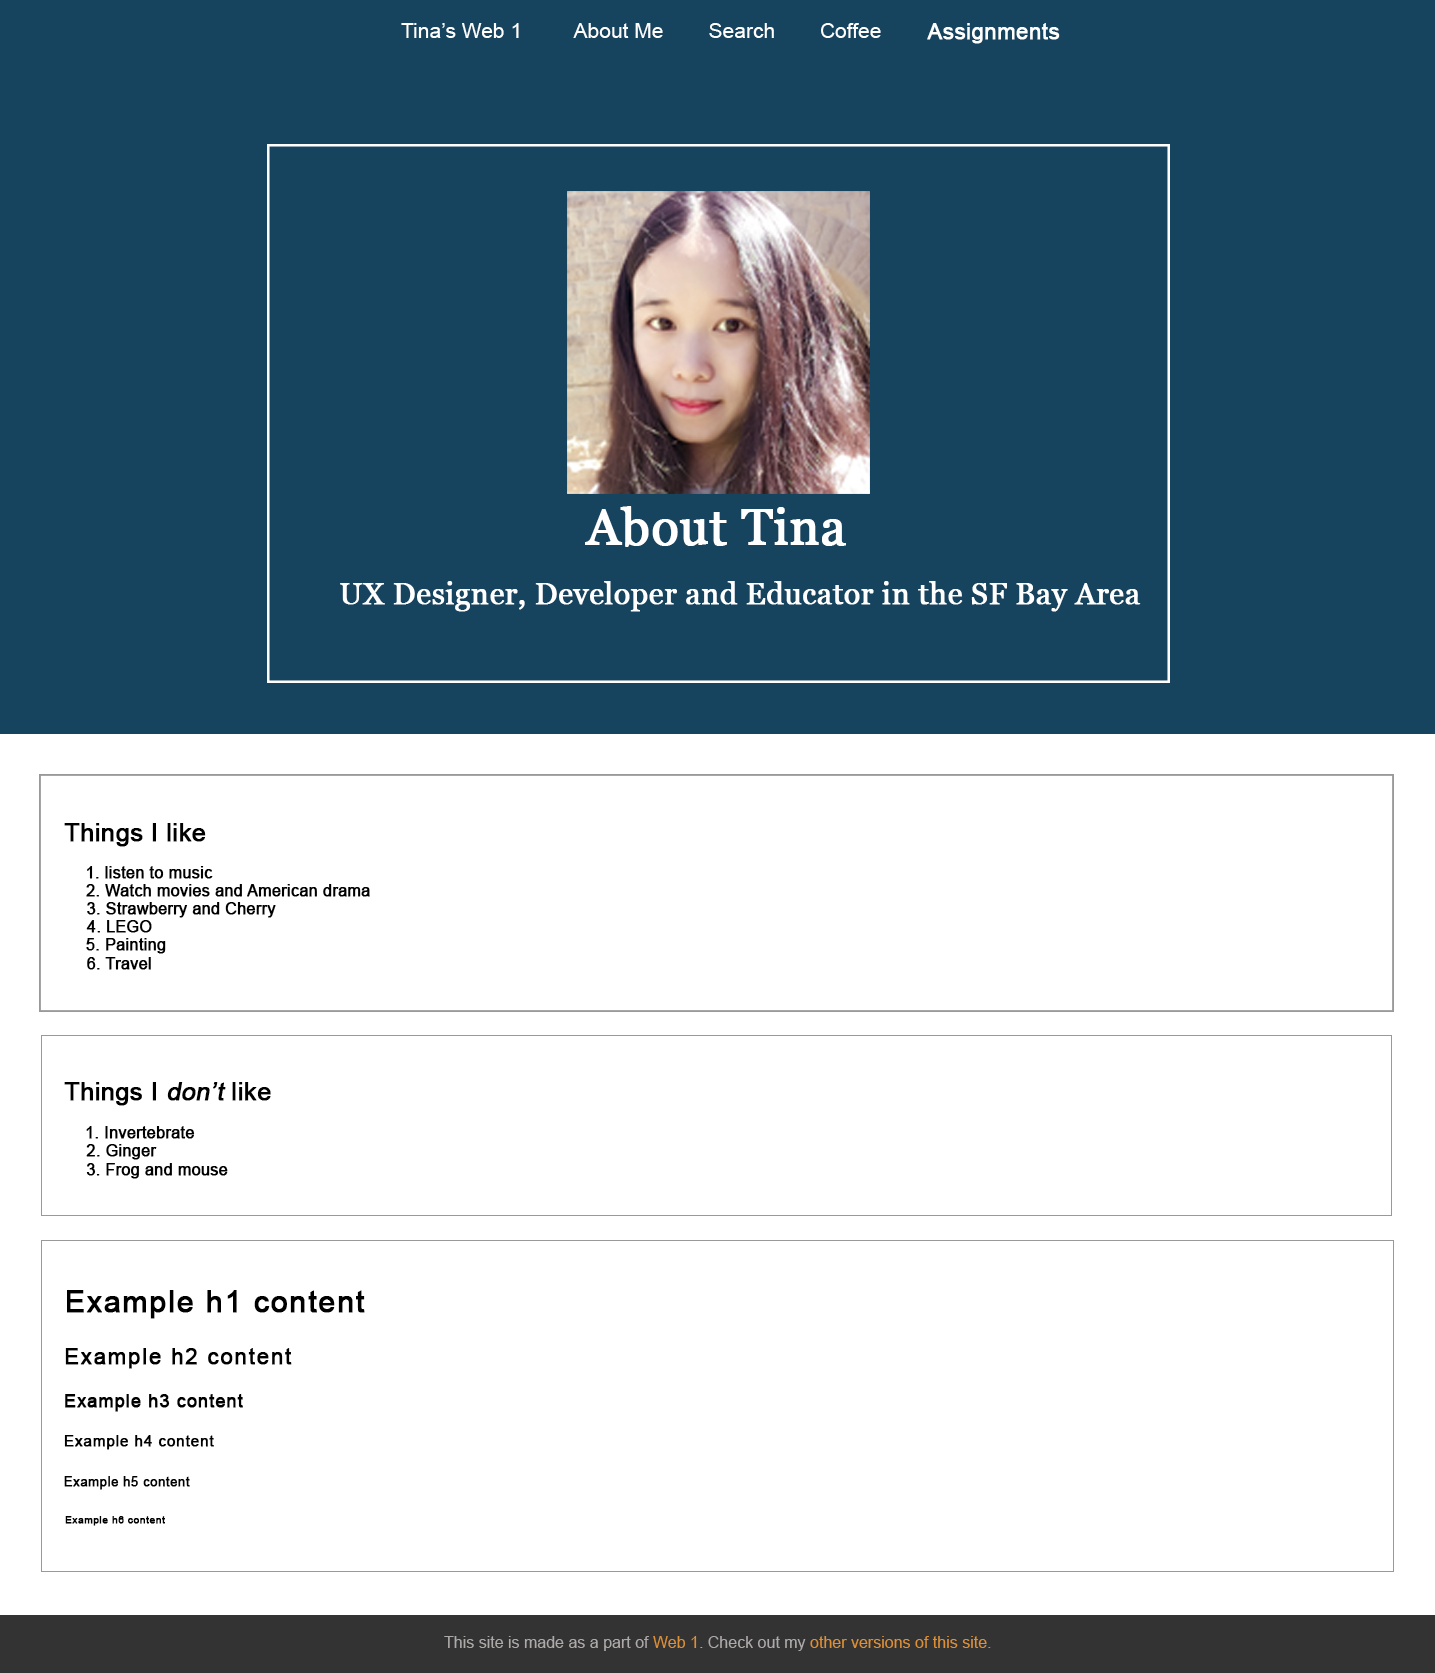 Tina’s Web 1 About Me Search Coffee Assignments
About Tina
UX Designer, Developer and Educator in the SF Bay Area
Things I like
1. listen to music
2. Watch movies and American drama
3. Strawberry and Cherry
4. LEGO
5. Painting
6. Travel
Things I don’t like
1. Invertebrate
2. Ginger
3. Frog and mouse
Example h1 content
Example h2 content
Example h3 content
Example h4 content
Example h5 content
Example h6 content
This site is made as a part of Web 1. Check out my other versions of this site.